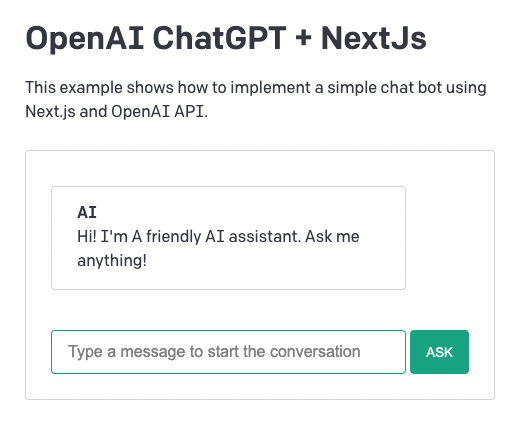 OpenAI ChatGPT + NextJs
This example shows how to implement a simple chat bot using
Next.js and OpenAI API.
AI
Hi! I'm A friendly AI assistant. Ask me
anything!
Type a message to start the conversation
ASK